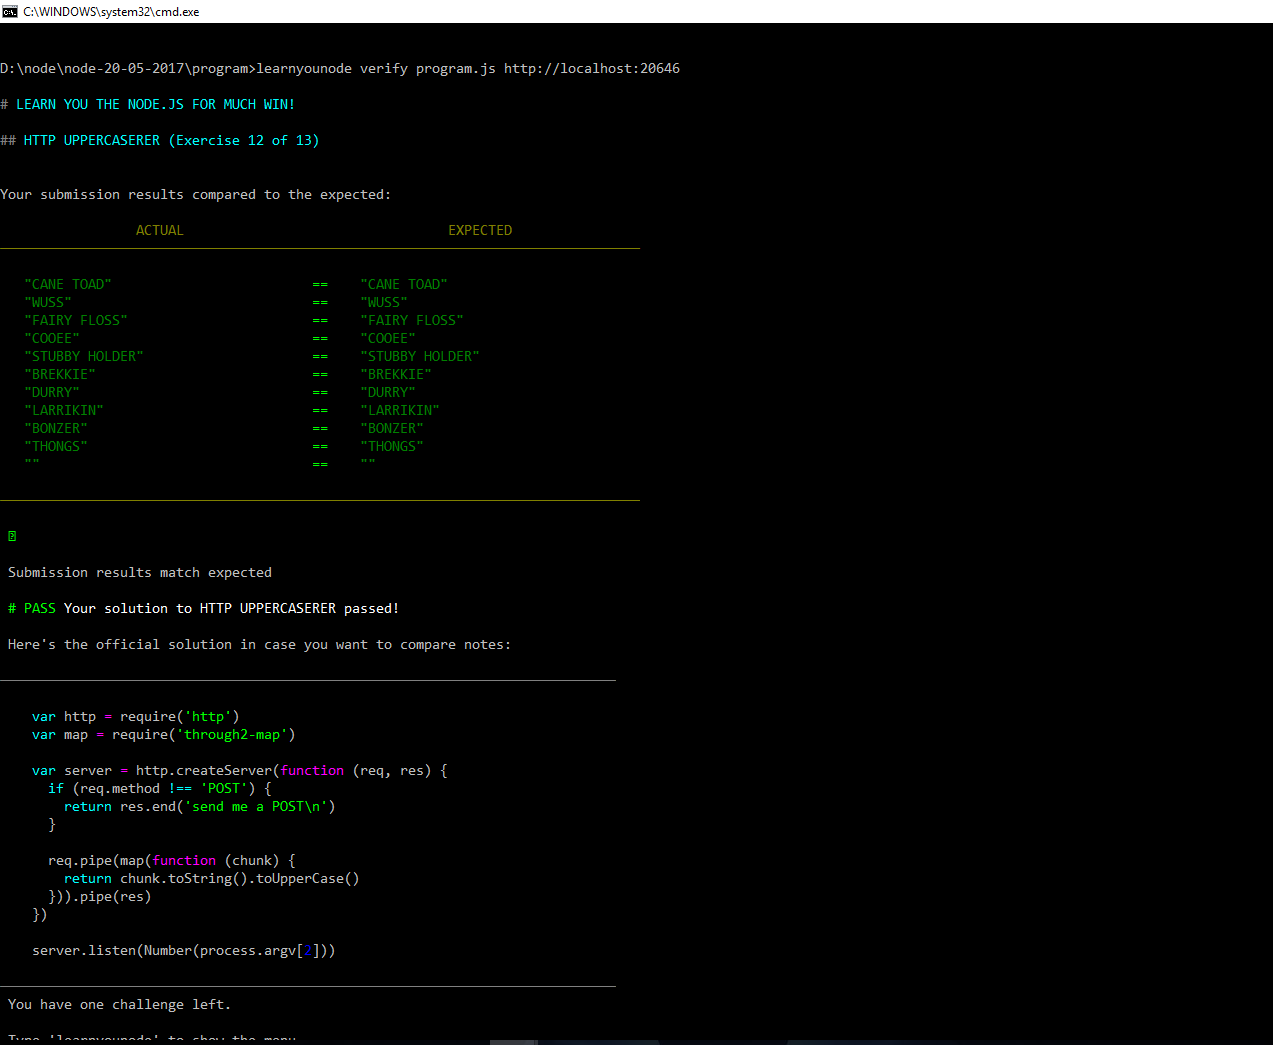 C:\WINDOWS\system32\cmd.exe
D:\node\node-20-05-2017\program>learnyounode verify program.js http://localhost:20646
# LEARN YOU THE NODE.JS FOR MUCH WIN!
## HTTP UPPERCASERER (Exercise 12 of 13)
Your submission results compared to the expected:
ACTUAL EXPECTED
"CANE TOAD" == "CANE TOAD"
"WUSS" == "WUSS"
"FAIRY FLOSS" == "FAIRY FLOSS"
"COOEE" == "COOEE"
"STUBBY HOLDER" == "STUBBY HOLDER"
"BREKKIE" == "BREKKIE"
"DURRY" == "DURRY"
"LARRIKIN" == "LARRIKIN"
"BONZER" == "BONZER"
"THONGS" == "THONGS"
"" == ""
Submission results match expected
# PASS Your solution to HTTP UPPERCASERER passed!
Here's the official solution in case you want to compare notes:
var http = require('http')
var map = require('through2-map')
var server = http.createServer(function (req, res) {
if (req.method !== 'POST') {
return res.end('send me a POST\n')
}
req.pipe(map(function (chunk) {
return chunk.toString().toUpperCase()
})).pipe(res)
})
server.listen(Number(process.argv[2]))
You have one challenge left.
Type 'learnyounode' to show the menu.